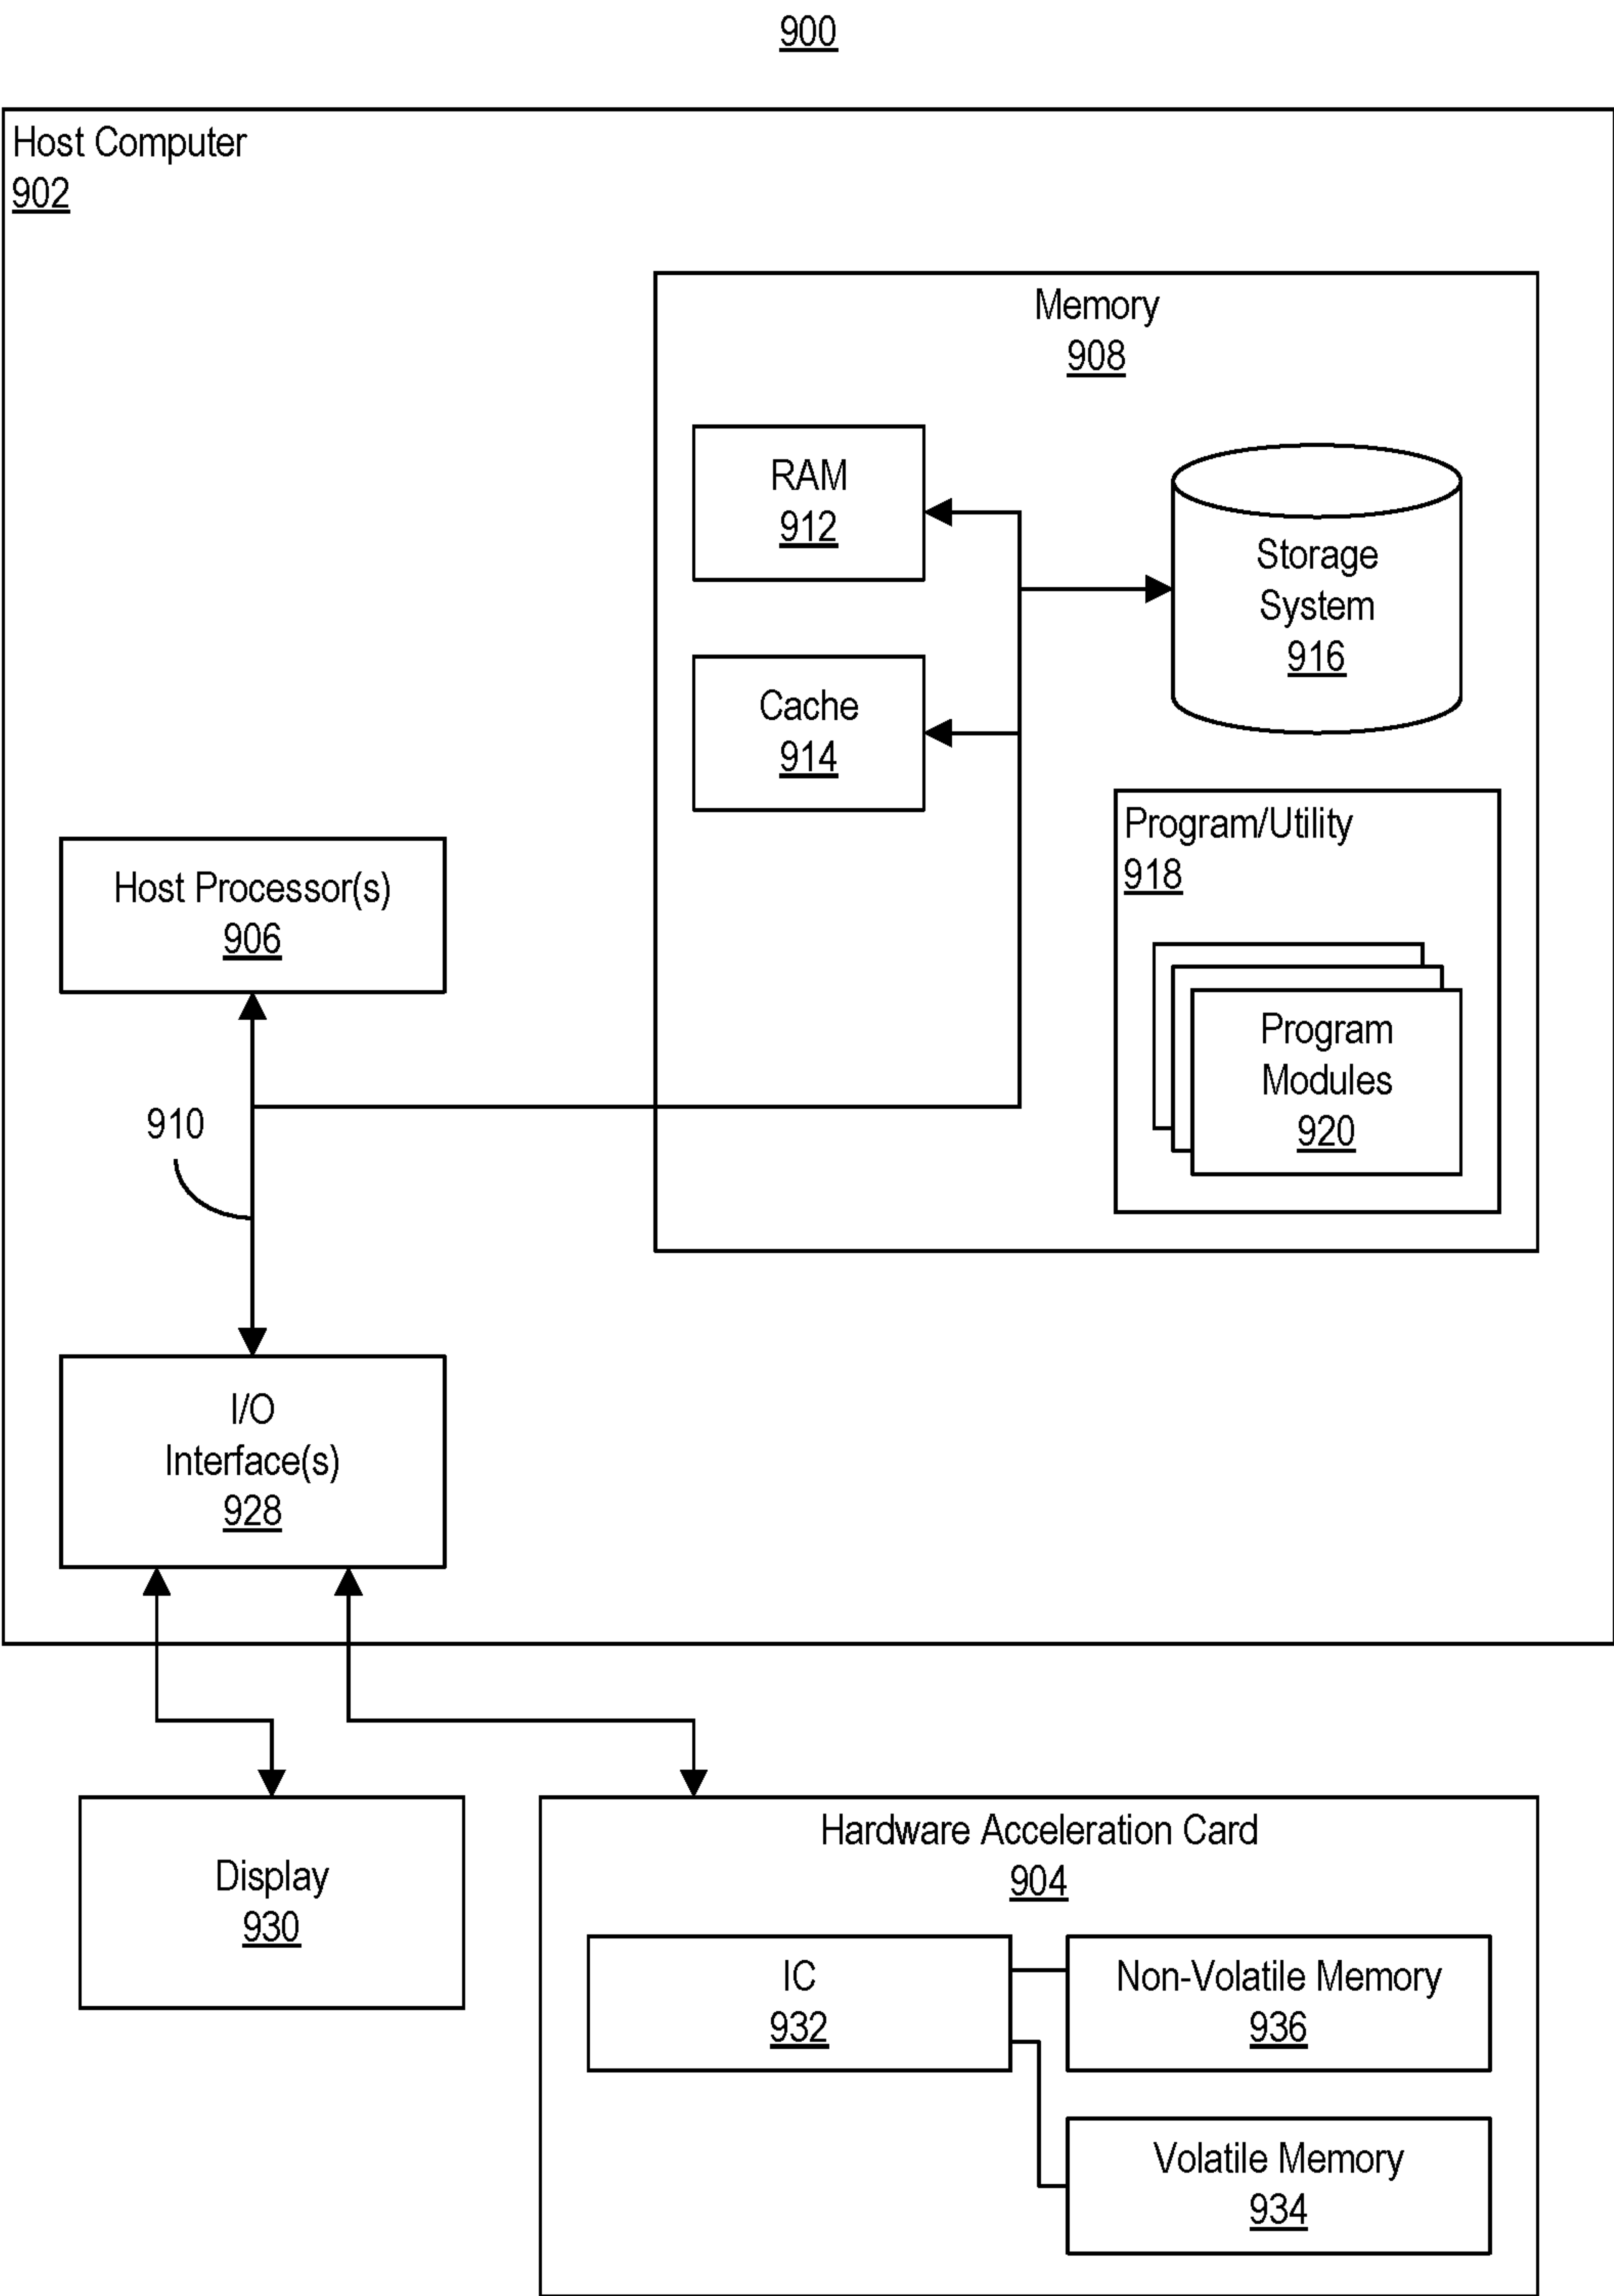 900
Host Computer
902
Memory
908
RAM
912
Storage
System
916
Cache
914
Program/Utility
918
Host Processor(s)
906
Program
Modules
920
910
I/O
Interface(s)
928
Hardware Acceleration Card
904
Display
930
IC
932
Non-Volatile Memory
936
Volatile Memory
934